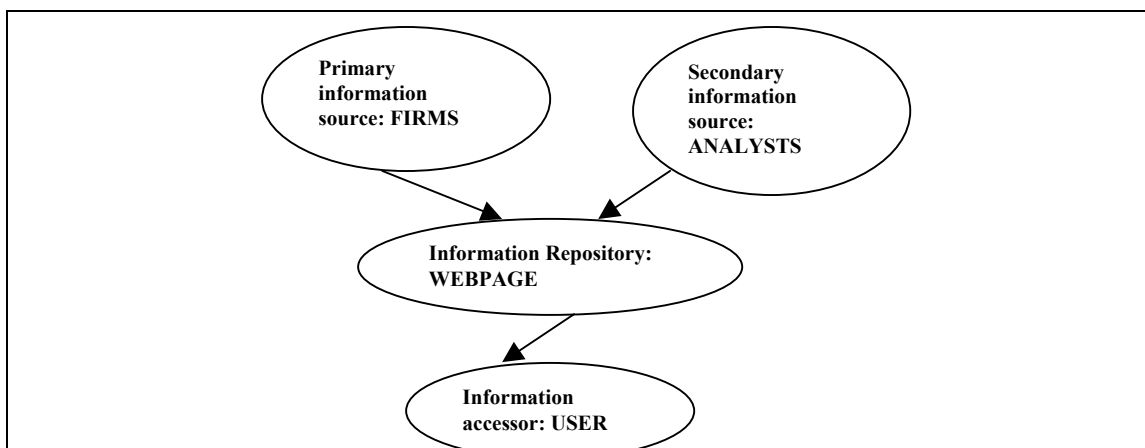 Primary
information
source: FIRMS
Secondary
information
source:
ANALYSTS
Information Repository:
WEBPAGE
Information
accessor: USER